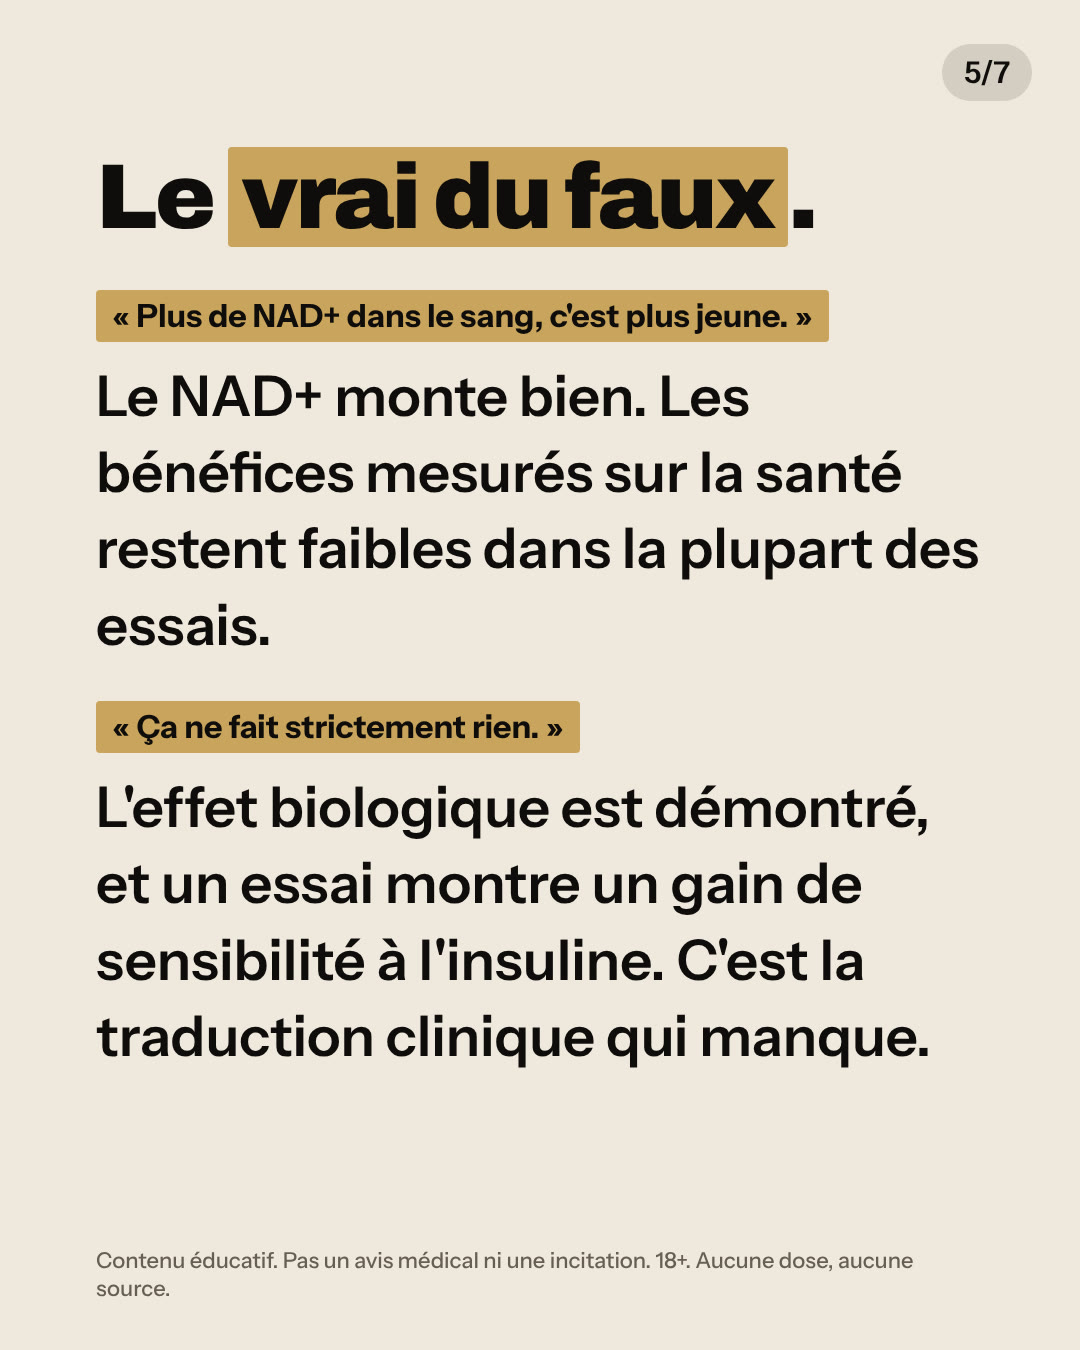 5/7
Le vrai du faux.
« Plus de NAD+ dans le sang, c'est plus jeune. »
Le NAD+ monte bien. Les
bénéfices mesurés sur la santé
restent faibles dans la plupart des
essais.
« Ça ne fait strictement rien. »
L'effet biologique est démontré,
et un essai montre un gain de
sensibilité à l'insuline. C'est la
traduction clinique qui manque.
Contenu éducatif. Pas un avis médical ni une incitation. 18+. Aucune dose, aucune
source.